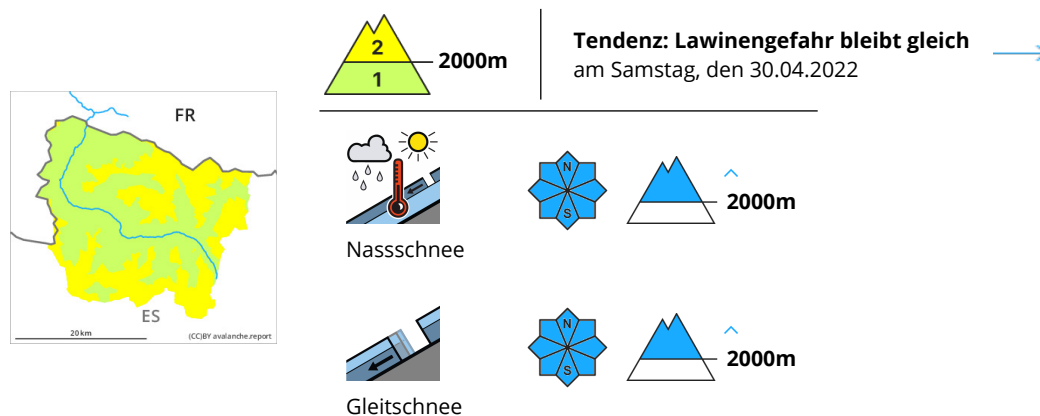 2
1
2000m
Tendenz: Lawinengefahr bleibt gleich
am Samstag, den 30.04.2022
FR
ES
20 km
(CC)BY avalanche.report
N
S
2000m
Nassschnee
N
S
2000m
Gleitschnee